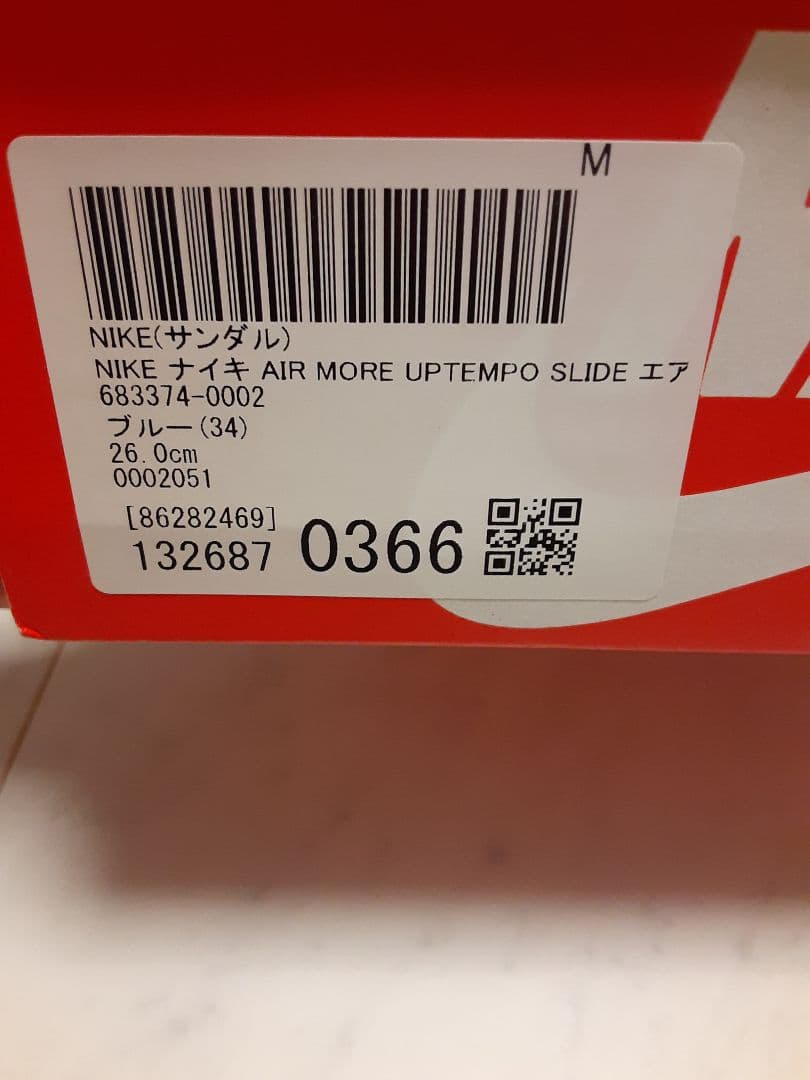 M
NIKE(サンダル)
NIKE ナイキ AIR MORE UPTEMPO SLIDE エア
683374-0002
ブルー(34)
26.0cm
0002051
[86282469]
132687 0366